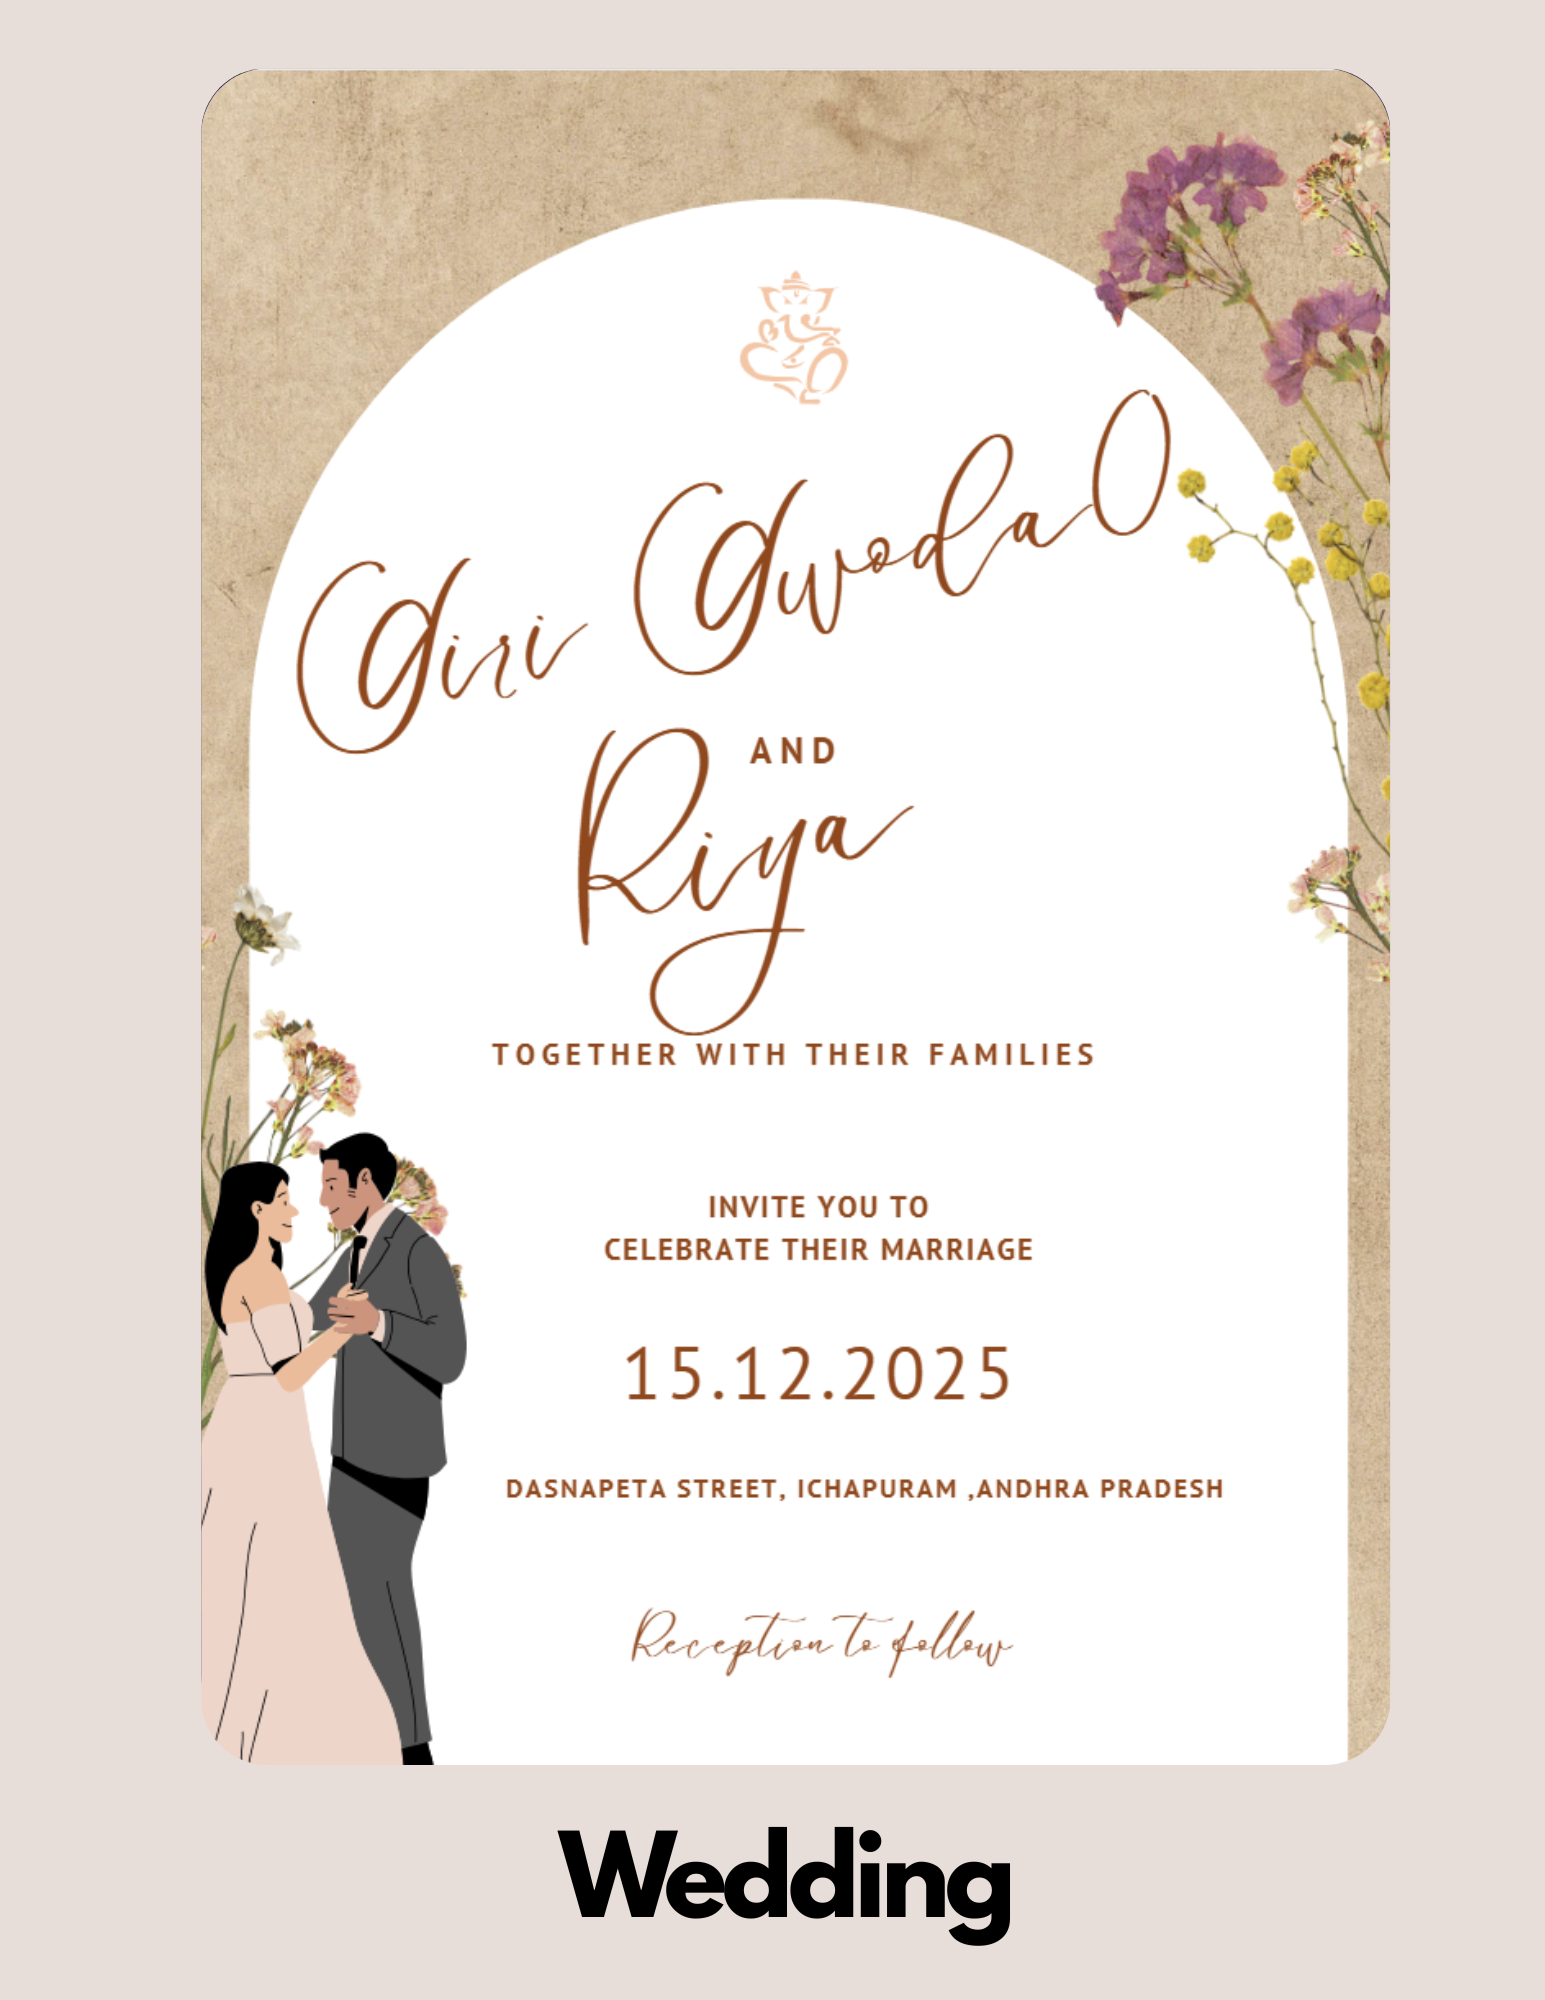 Giri GwodaO
AND
Riya
TOGETHER WITH THEIR FAMILIES
INVITE YOU TO
CELEBRATE THEIR MARRIAGE
15.12.2025
DASNAPETA STREET, ICHAPURAM ,ANDHRA PRADESH
Reception to follow
Wedding